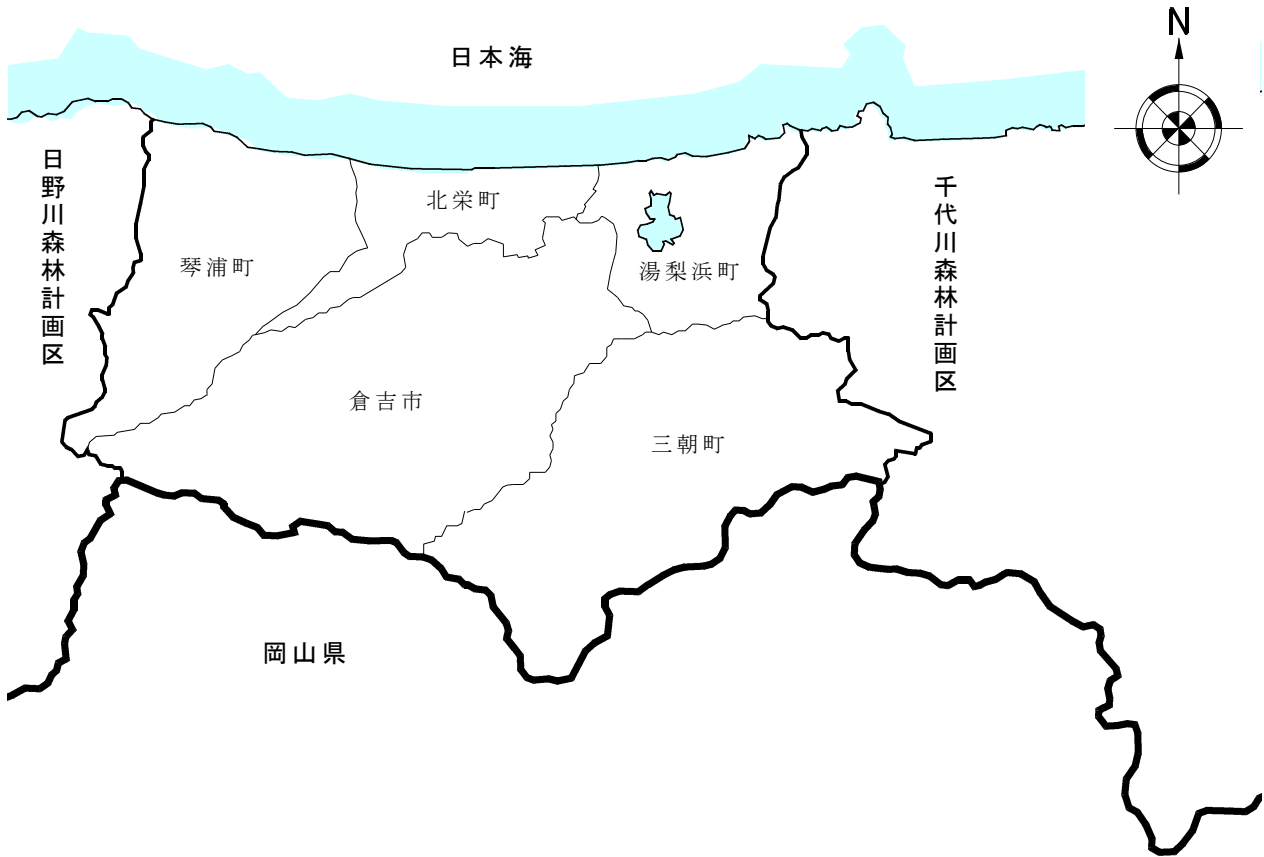 N
日本海
日野川森林計画区
千代川森林計画区
北栄町
琴浦町
湯梨浜町
倉吉市
三朝町
岡山県